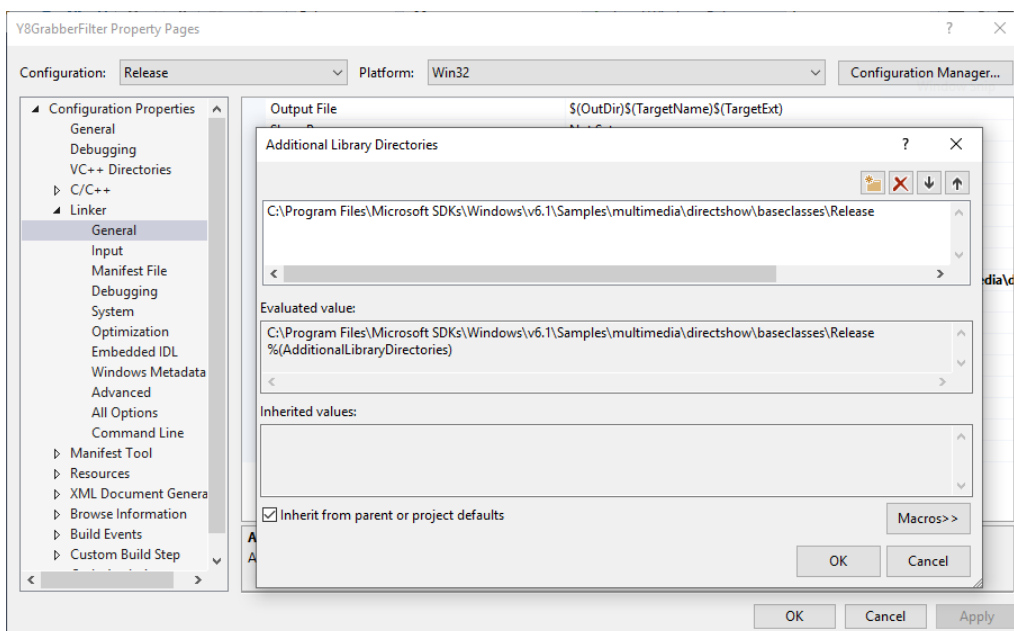 Y8GrabberFilter Property Pages
? ×
Configuration: Release Platform: Win32 Configuration Manager...
Configuration Properties
General
Debugging
VC++ Directories
C/C++
Linker
General
Input
Manifest File
Debugging
System
Optimization
Embedded IDL
Windows Metadata
Advanced
All Options
Command Line
Manifest Tool
Resources
XML Document Genera
Browse Information
Build Events
Custom Build Step
Output File $(OutDir)$(TargetName)$(TargetExt)
Additional Library Directories ? ×
C:\Program Files\Microsoft SDKs\Windows\v6.1\Samples\multimedia\directshow\baseclasses\Release
Evaluated value:
C:\Program Files\Microsoft SDKs\Windows\v6.1\Samples\multimedia\directshow\baseclasses\Release
%(AdditionalLibraryDirectories)
Inherited values:
Inherit from parent or project defaults
Macros>>
OK Cancel
edia\d
A
A
OK Cancel Apply